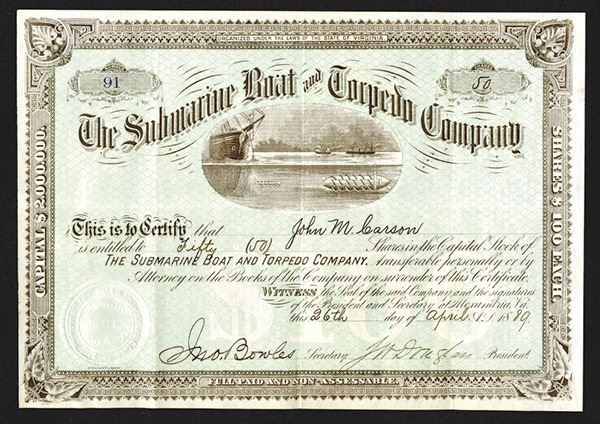 ORGANIZED UNDER THE LAWS OF THE STATE OF VIRGINIA.
91
50
The Submarine Boat and Torpedo Company
CAPITAL $2,000,000.
SHARES $100 EACH.
This is to Certify that John M. Carson
is entitled to Fifty (50) Shares in the Capital Stock of
THE SUBMARINE BOAT AND TORPEDO COMPANY, transferable personally or by
Attorney on the Books of the Company on surrender of this Certificate.
WITNESS the Seal of the said Company and the signatures
of the President and Secretary at Alexandria Va.
this 26th day of April 1889
Jno. Bowles Secretary. President.
FULL PAID AND NON-ASSESSABLE.